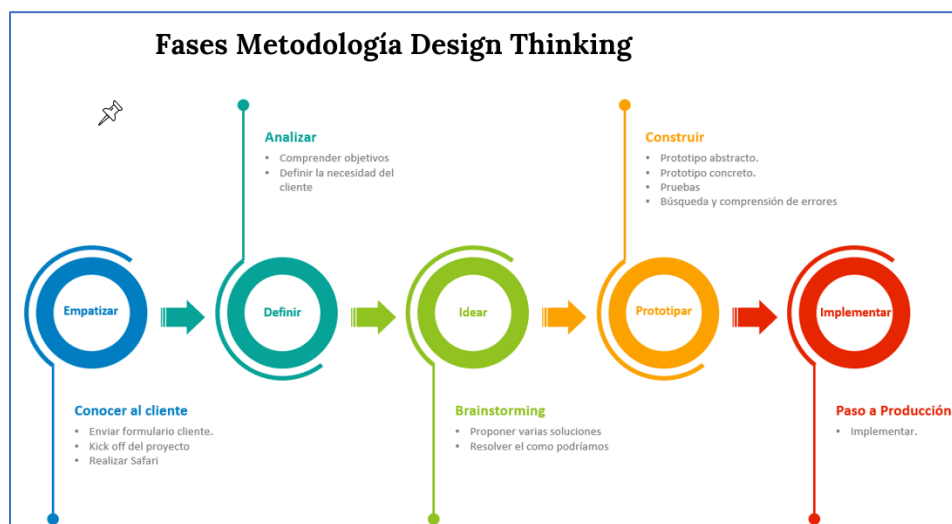 Fases Metodología Design Thinking
Analizar
• Comprender objetivos
• Definir la necesidad del
cliente
Construir
• Prototipo abstracto.
• Prototipo concreto.
• Pruebas
• Búsqueda y comprensión de errores
Empatizar
Definir
Idear
Prototipar
Implementar
Conocer al cliente
• Enviar formulario cliente.
• Kick off del proyecto
• Realizar Safari
Brainstorming
• Proponer varias soluciones
• Resolver el como podríamos
Paso a Producción
• Implementar.